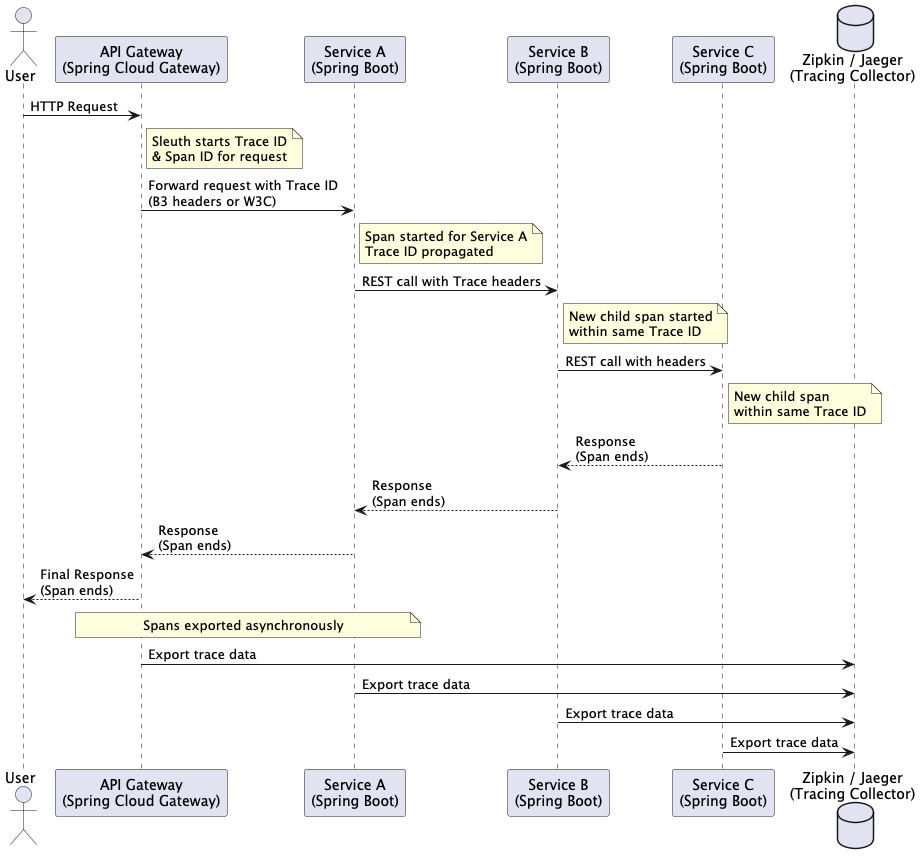 User
API Gateway
(Spring Cloud Gateway)
Service A
(Spring Boot)
Service B
(Spring Boot)
Service C
(Spring Boot)
Zipkin / Jaeger
(Tracing Collector)
HTTP Request
Sleuth starts Trace ID
& Span ID for request
Forward request with Trace ID
(B3 headers or W3C)
Span started for Service A
Trace ID propagated
REST call with Trace headers
New child span started
within same Trace ID
REST call with headers
New child span
within same Trace ID
Response
(Span ends)
Response
(Span ends)
Response
(Span ends)
Final Response
(Span ends)
Spans exported asynchronously
Export trace data
Export trace data
Export trace data
Export trace data
User
API Gateway
(Spring Cloud Gateway)
Service A
(Spring Boot)
Service B
(Spring Boot)
Service C
(Spring Boot)
Zipkin / Jaeger
(Tracing Collector)